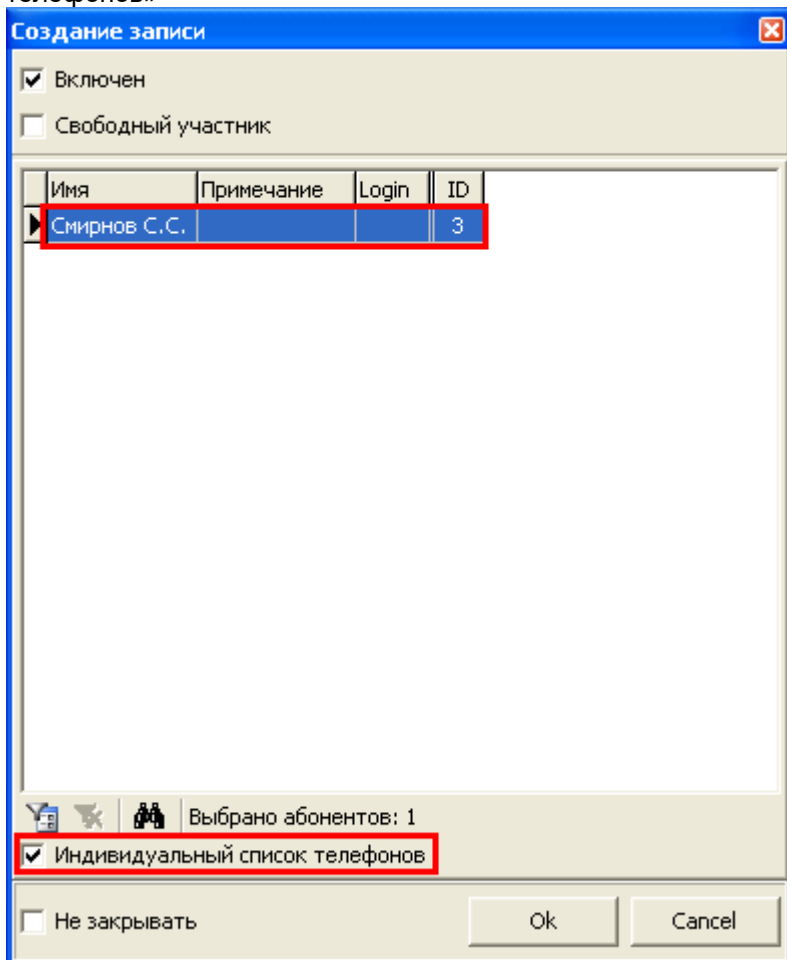 телефонов»
Создание записи
Включен
Свободный участник
Имя Примечание Login ID
Смирнов С.С. 3
Выбрано абонентов: 1
Индивидуальный список телефонов
Не закрывать Ok Cancel